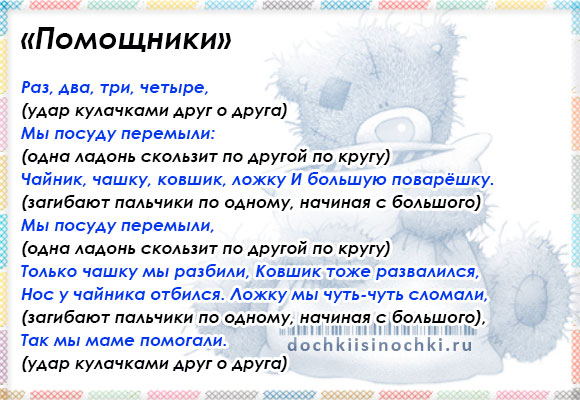 «Помощники»
Раз, два, три, четыре,
(удар кулачками друг о друга)
Мы посуду перемыли:
(одна ладонь скользит по другой по кругу)
Чайник, чашку, ковшик, ложку И большую поварёшку.
(загибают пальчики по одному, начиная с большого)
Мы посуду перемыли,
(одна ладонь скользит по другой по кругу)
Только чашку мы разбили, Ковшик тоже развалился,
Нос у чайника отбился. Ложку мы чуть-чуть сломали,
(загибают пальчики по одному, начиная с большого),
Так мы маме помогали.
(удар кулачками друг о друга)
dochkiisinochki.ru